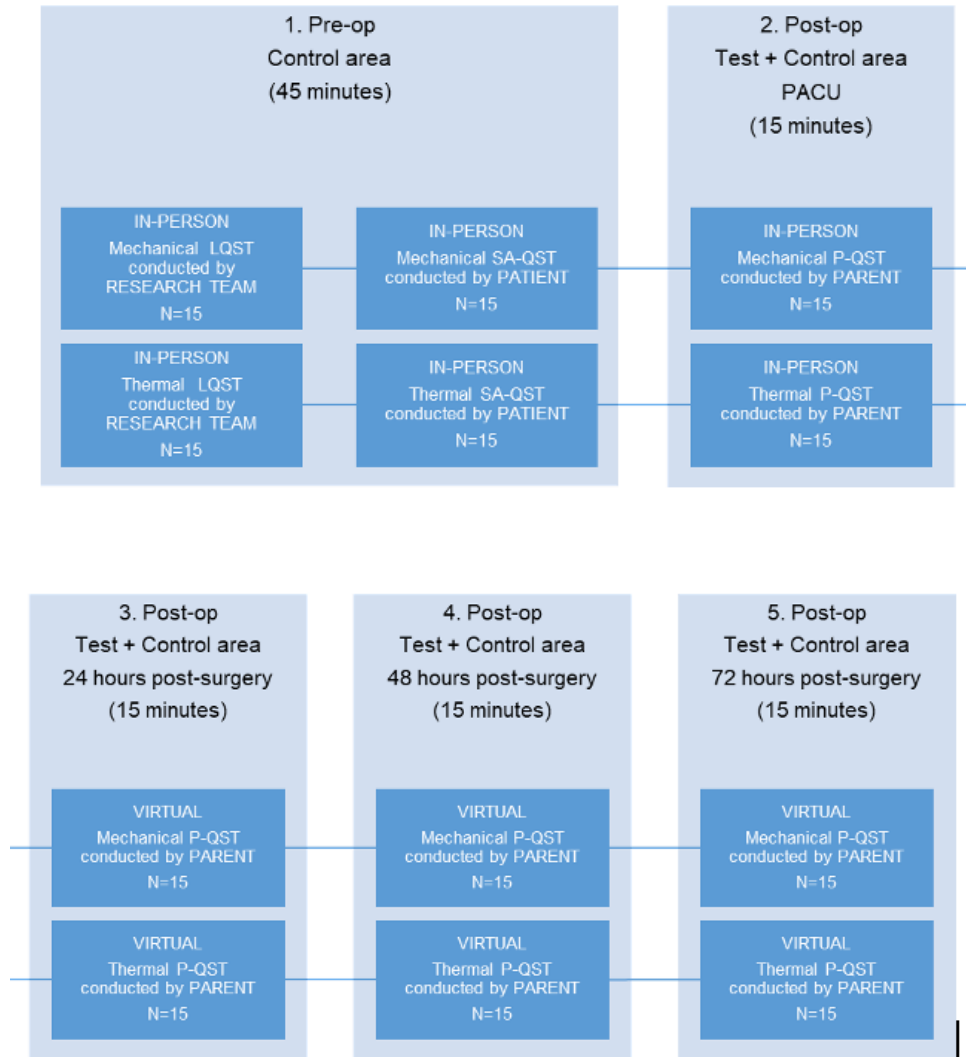 1. Pre-op
Control area
(45 minutes)
IN-PERSON
Mechanical LQST
conducted by
RESEARCH TEAM
N=15
IN-PERSON
Mechanical SA-QST
conducted by PATIENT
N=15
IN-PERSON
Thermal LQST
conducted by
RESEARCH TEAM
N=15
IN-PERSON
Thermal SA-QST
conducted by PATIENT
N=15
2. Post-op
Test + Control area
PACU
(15 minutes)
IN-PERSON
Mechanical P-QST
conducted by PARENT
N=15
IN-PERSON
Thermal P-QST
conducted by PARENT
N=15
3. Post-op
Test + Control area
24 hours post-surgery
(15 minutes)
VIRTUAL
Mechanical P-QST
conducted by PARENT
N=15
VIRTUAL
Thermal P-QST
conducted by PARENT
N=15
4. Post-op
Test + Control area
48 hours post-surgery
(15 minutes)
VIRTUAL
Mechanical P-QST
conducted by PARENT
N=15
VIRTUAL
Thermal P-QST
conducted by PARENT
N=15
5. Post-op
Test + Control area
72 hours post-surgery
(15 minutes)
VIRTUAL
Mechanical P-QST
conducted by PARENT
N=15
VIRTUAL
Thermal P-QST
conducted by PARENT
N=15